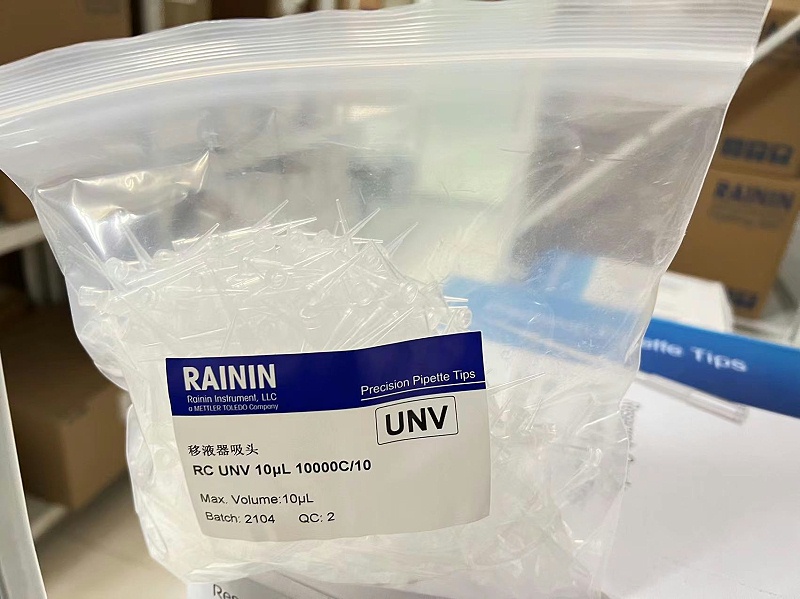 RAININ
Rainin Instrument, LLC
a METTLER TOLEDO Company
Precision Pipette Tips
UNV
移液器吸头
RC UNV 10µL 10000C/10
Max. Volume:10µL
Batch: 2104 QC: 2
RAININ
Tips